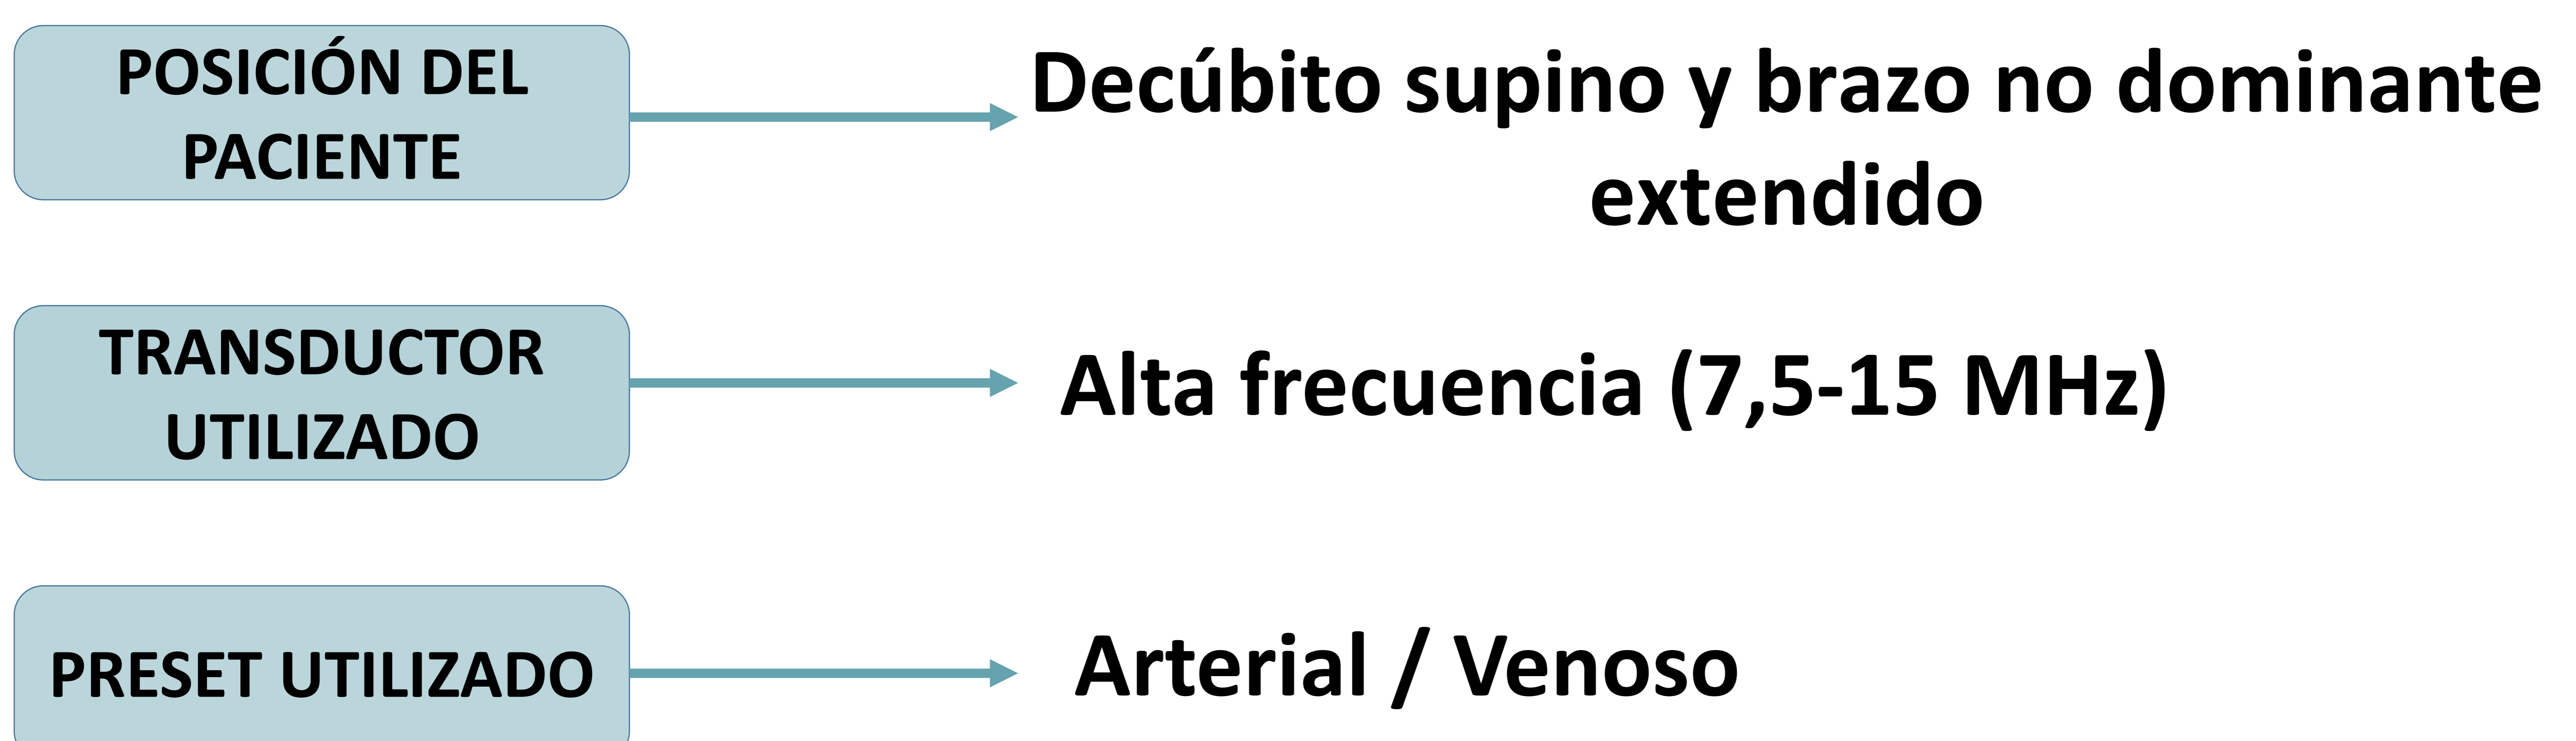 POSICIÓN DEL
PACIENTE
Decúbito supino y brazo no dominante
extendido
TRANSDUCTOR
UTILIZADO
Alta frecuencia (7,5-15 MHz)
PRESET UTILIZADO
Arterial / Venoso